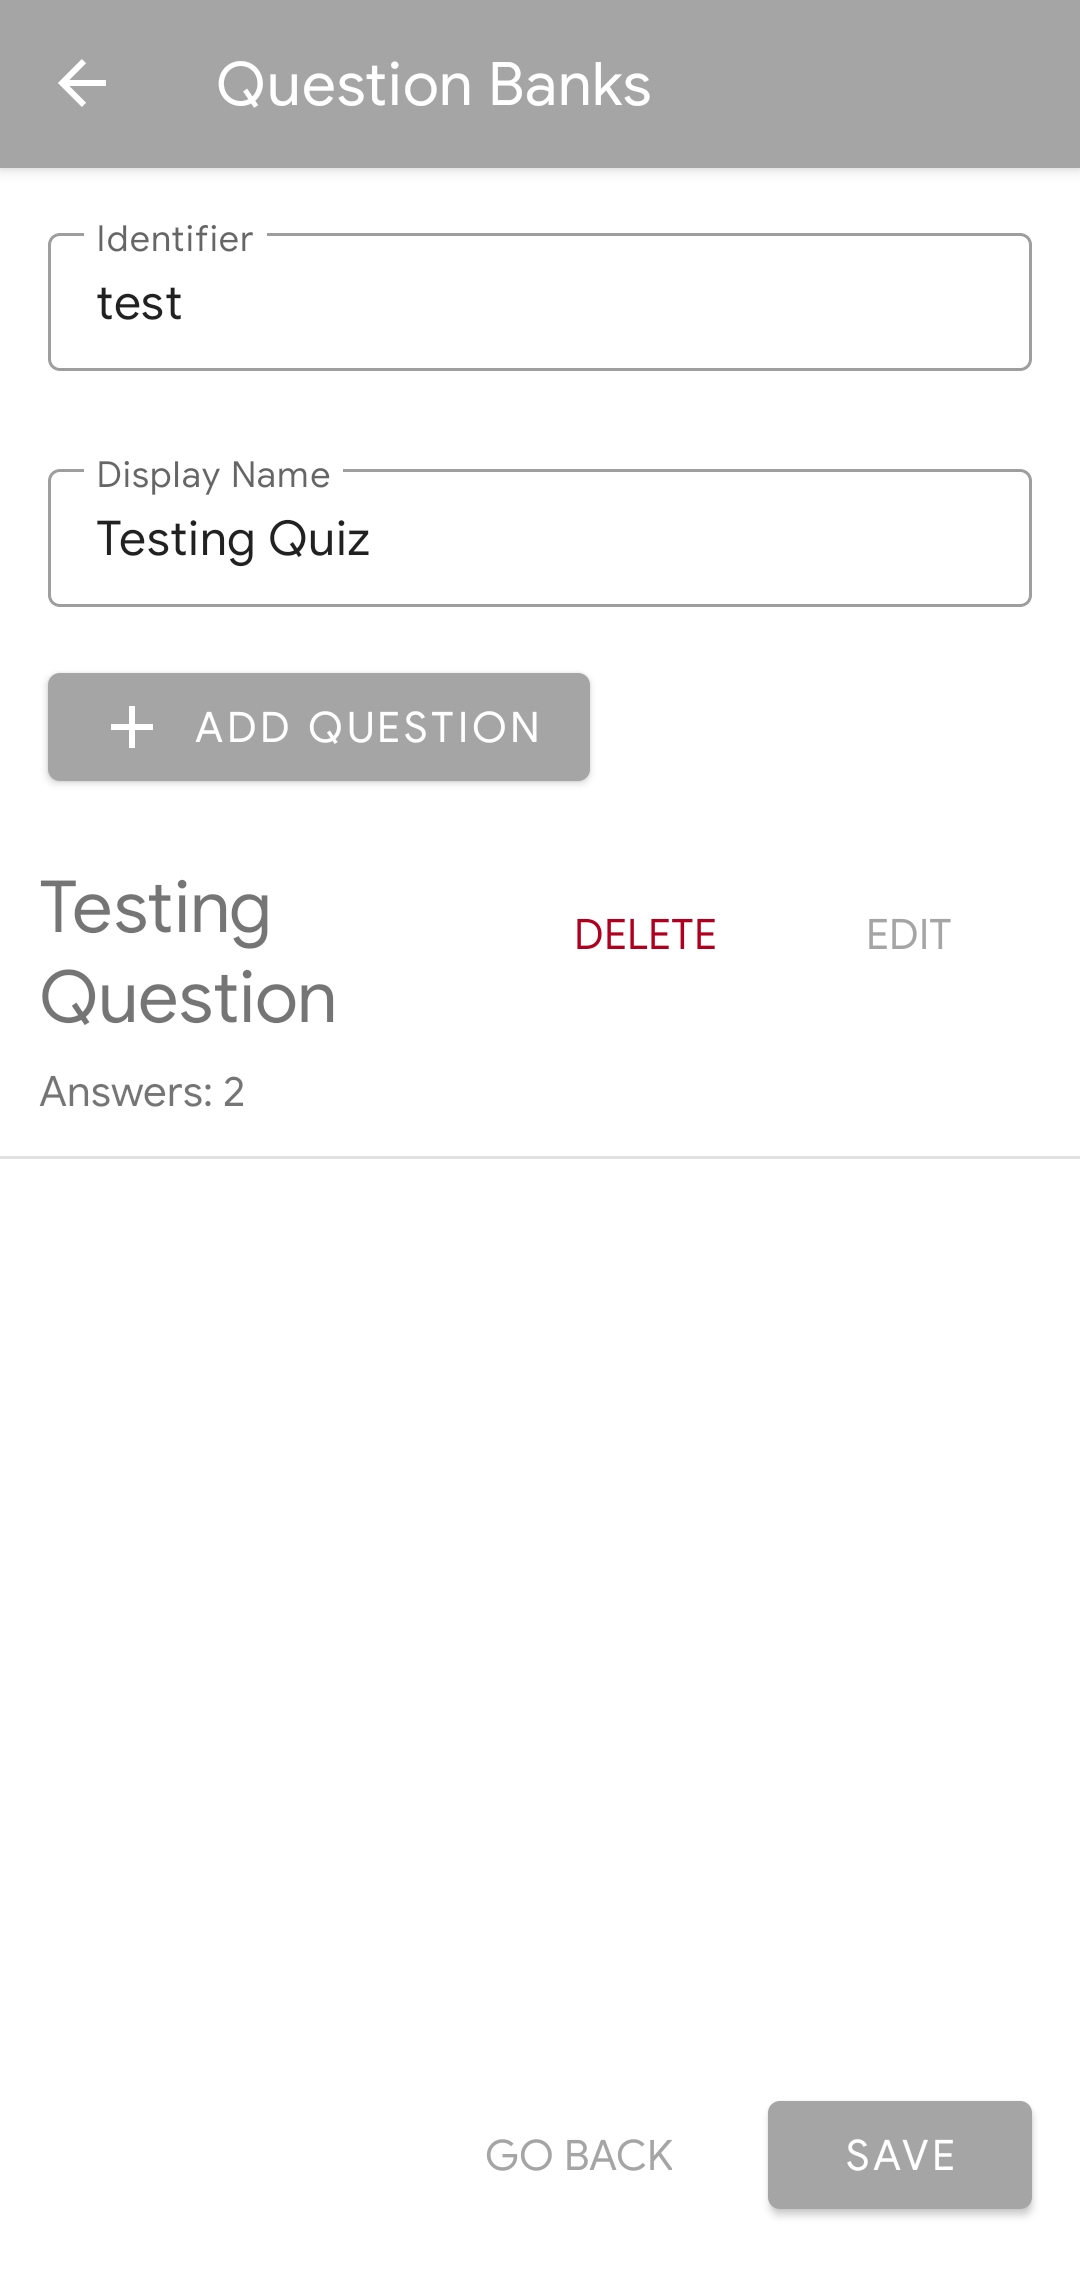 Question Banks
Identifier
test
Display Name
Testing Quiz
ADD QUESTION
Testing
Question
DELETE
EDIT
Answers: 2
GO BACK
SAVE